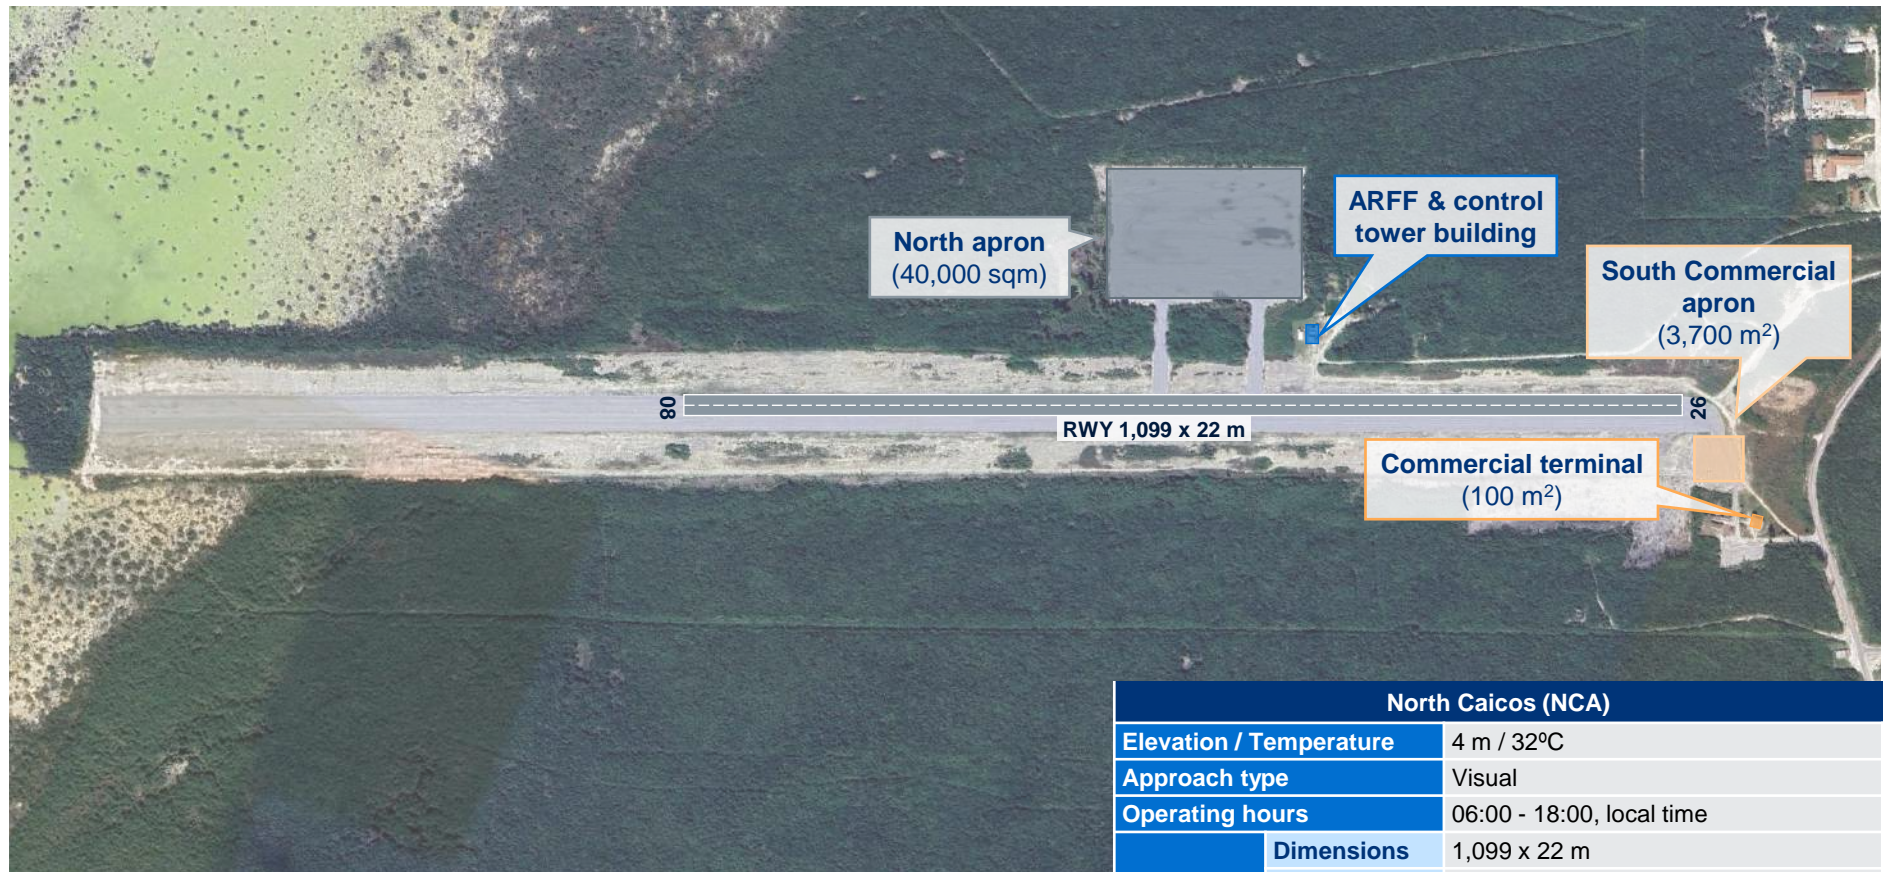 North apron
(40,000 sqm)
ARFF & control
tower building
South Commercial
apron
(3,700 m²)
08
26
RWY 1,099 x 22 m
Commercial terminal
(100 m²)
North Caicos (NCA)
Elevation / Temperature 4 m / 32ºC
Approach type Visual
Operating hours 06:00 - 18:00, local time
Dimensions 1,099 x 22 m